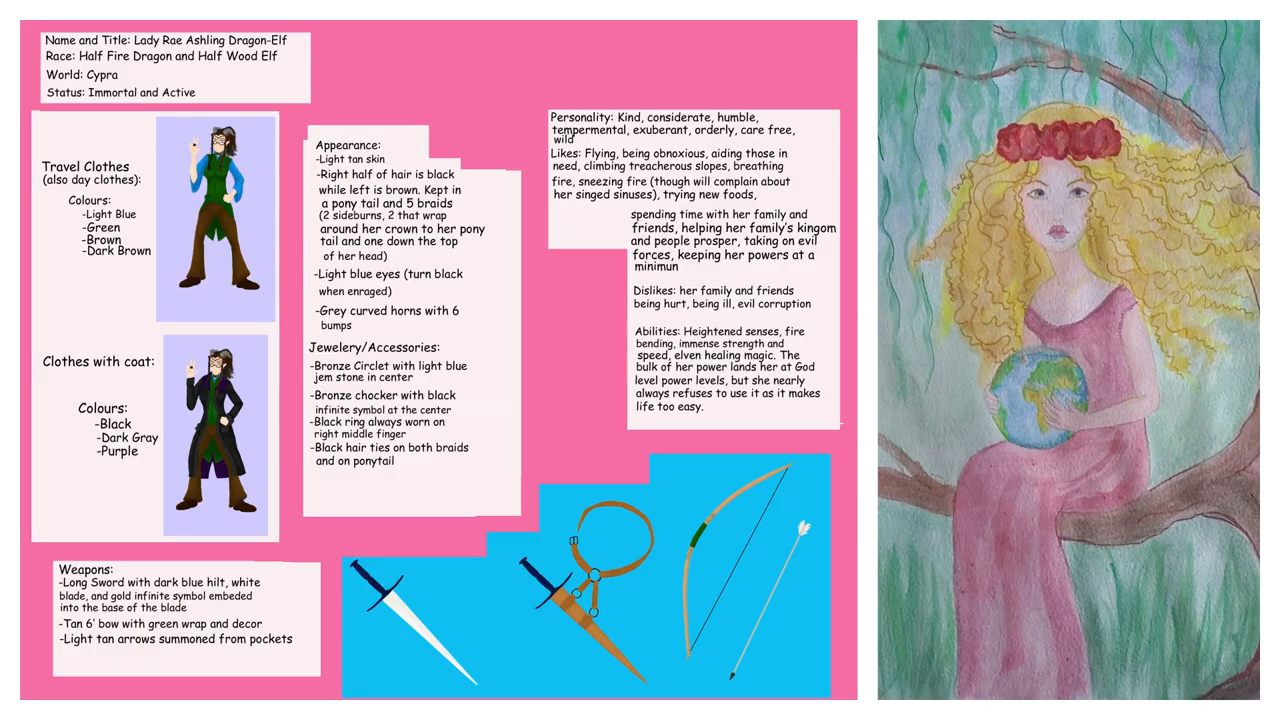 Name and Title: Lady Rae Ashling Dragon-Elf
Race: Half Fire Dragon and Half Wood Elf
World: Cypra
Status: Immortal and Active
Travel Clothes
(also day clothes):
Colours:
-Light Blue
-Green
-Brown
-Dark Brown
Clothes with coat:
Colours:
-Black
-Dark Gray
-Purple
Appearance:
-Light tan skin
-Right half of hair is black
while left is brown. Kept in
a pony tail and 5 braids
(2 sideburns, 2 that wrap
around her crown to her pony
tail and one down the top
of her head)
-Light blue eyes (turn black
when enraged)
-Grey curved horns with 6
bumps
Jewelery/Accessories:
-Bronze Circlet with light blue
jem stone in center
-Bronze chocker with black
infinite symbol at the center
-Black ring always worn on
right middle finger
-Black hair ties on both braids
and on ponytail
Personality: Kind, considerate, humble,
tempermental, exuberant, orderly, care free,
wild
Likes: Flying, being obnoxious, aiding those in
need, climbing treacherous slopes, breathing
fire, sneezing fire (though will complain about
her singed sinuses), trying new foods,
spending time with her family and
friends, helping her family's kingom
and people prosper, taking on evil
forces, keeping her powers at a
minimun
Dislikes: her family and friends
being hurt, being ill, evil corruption
Abilities: Heightened senses, fire
bending, immense strength and
speed, elven healing magic. The
bulk of her power lands her at God
level power levels, but she nearly
always refuses to use it as it makes
life too easy.
Weapons:
-Long Sword with dark blue hilt, white
blade, and gold infinite symbol embeded
into the base of the blade
-Tan 6' bow with green wrap and decor
-Light tan arrows summoned from pockets